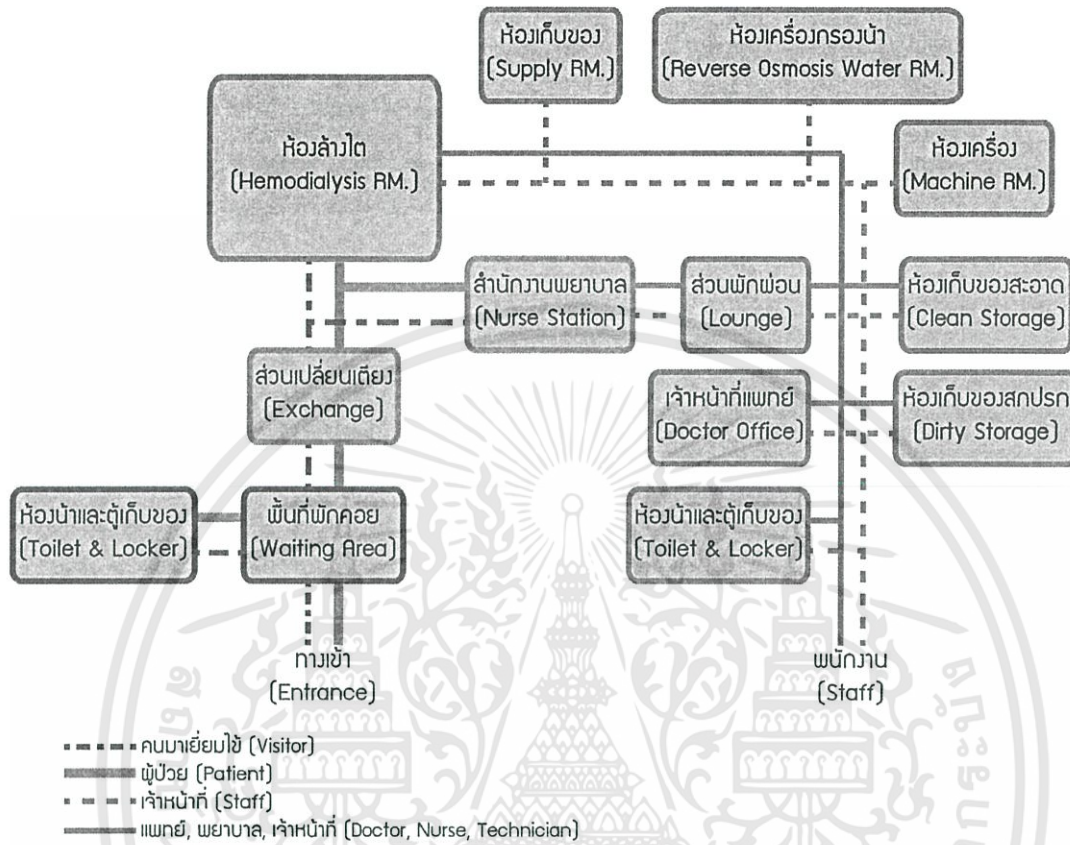 ห้องเก็บของ
(Supply RM.)
ห้องเครื่องกรองน้ำ
(Reverse Osmosis Water RM.)
ห้องล้างไต
(Hemodialysis RM.)
ห้องเครื่อง
(Machine RM.)
สำนักงานพยาบาล
(Nurse Station)
ส่วนพักผ่อน
(Lounge)
ห้องเก็บของสะอาด
(Clean Storage)
ส่วนเปลี่ยนเตียง
(Exchange)
เจ้าหน้าที่แพทย์
(Doctor Office)
ห้องเก็บของสกปรก
(Dirty Storage)
ห้องน้ำและตู้เก็บของ
(Toilet & Locker)
พื้นที่พักคอย
(Waiting Area)
ห้องน้ำและตู้เก็บของ
(Toilet & Locker)
ทางเข้า
(Entrance)
พนักงาน
(Staff)
คนมาเยี่ยมไข้ (Visitor)
ผู้ป่วย (Patient)
เจ้าหน้าที่ (Staff)
แพทย์, พยาบาล, เจ้าหน้าที่ (Doctor, Nurse, Technician)